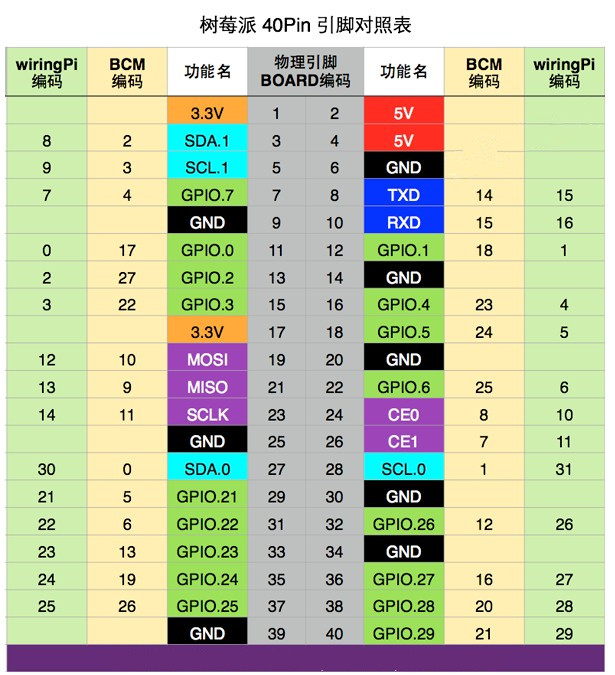 树莓派 40Pin 引脚对照表
wiringPi BCM 功能名 物理引脚 功能名 BCM wiringPi
编码 编码 BOARD编码 编码 编码
3.3V 1 2 5V
8 2 SDA.1 3 4 5V
9 3 SCL.1 5 6 GND
7 4 GPIO.7 7 8 TXD 14 15
GND 9 10 RXD 15 16
0 17 GPIO.0 11 12 GPIO.1 18 1
2 27 GPIO.2 13 14 GND
3 22 GPIO.3 15 16 GPIO.4 23 4
3.3V 17 18 GPIO.5 24 5
12 10 MOSI 19 20 GND
13 9 MISO 21 22 GPIO.6 25 6
14 11 SCLK 23 24 CE0 8 10
GND 25 26 CE1 7 11
30 0 SDA.0 27 28 SCL.0 1 31
21 5 GPIO.21 29 30 GND
22 6 GPIO.22 31 32 GPIO.26 12 26
23 13 GPIO.23 33 34 GND
24 19 GPIO.24 35 36 GPIO.27 16 27
25 26 GPIO.25 37 38 GPIO.28 20 28
GND 39 40 GPIO.29 21 29